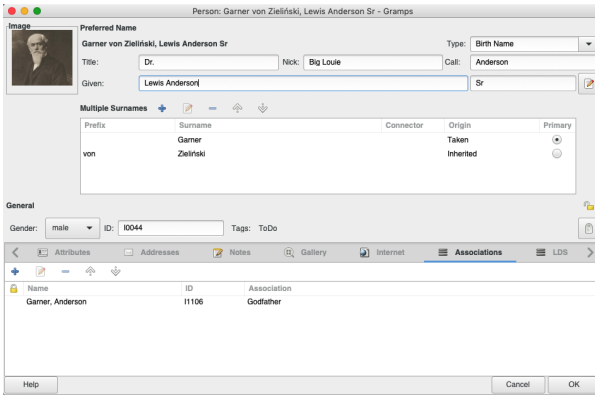 Person: Garner von Zieliński, Lewis Anderson Sr - Gramps
Image
Preferred Name
Garner von Zieliński, Lewis Anderson Sr Type: Birth Name
Title: Dr. Nick: Big Louie Call: Anderson
Given: Lewis Anderson Sr
Multiple Surnames
Prefix Surname Connector Origin Primary
Garner Taken
von Zieliński Inherited
General
Gender: male ID: I0044 Tags: ToDo
Attributes Addresses Notes Gallery Internet Associations LDS
Name ID Association
Garner, Anderson I1106 Godfather
Help Cancel OK